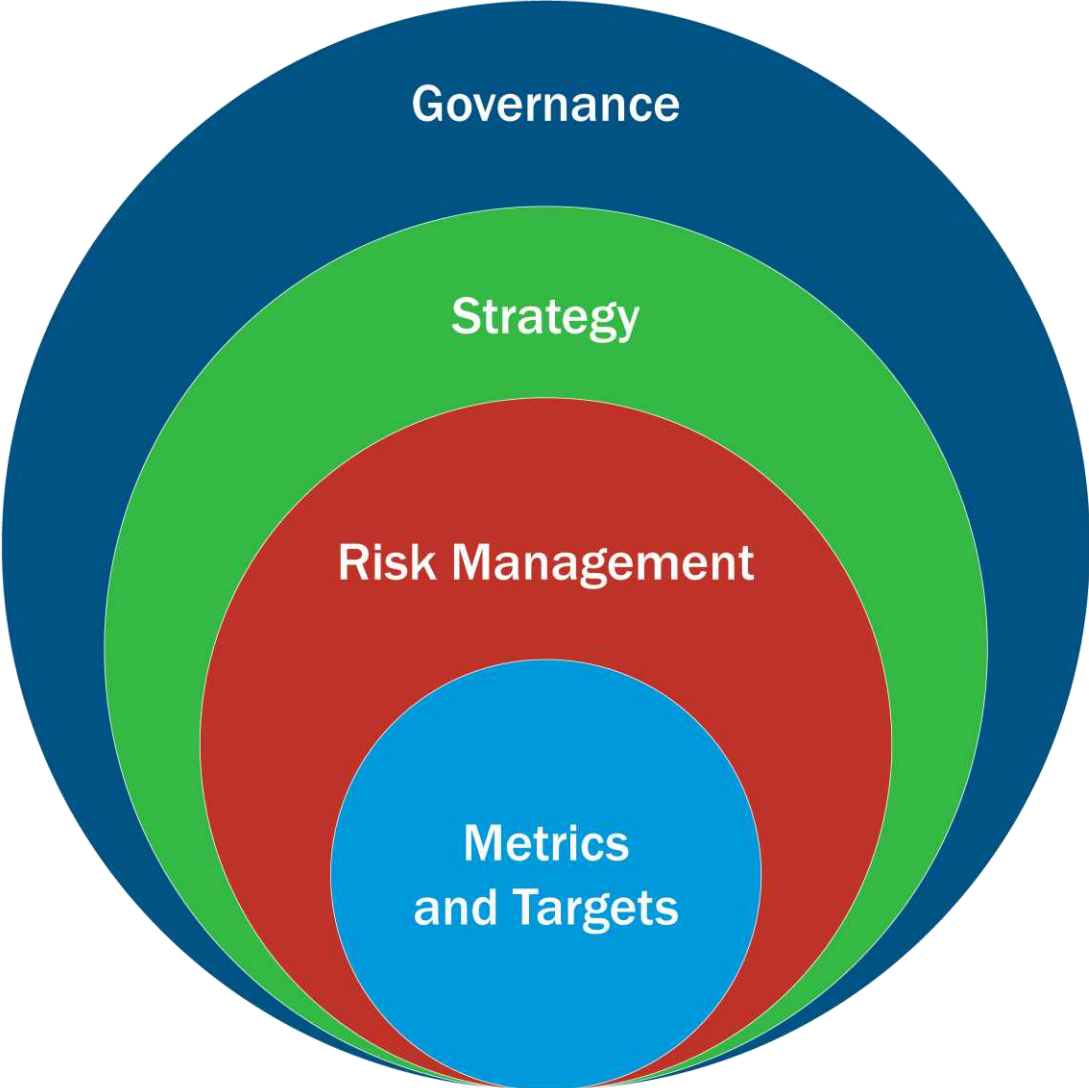 Governance
Strategy
Risk Management
Metrics
and Targets